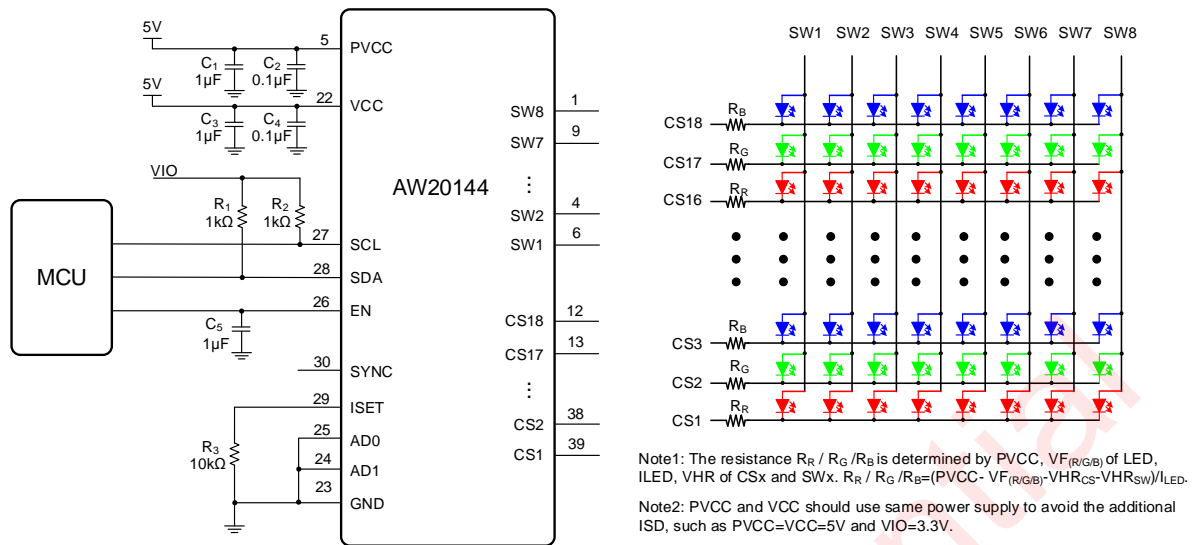 5V
5
PVCC
C1
1µF
C2
0.1µF
5V
22
VCC
C3
1µF
C4
0.1µF
VIO
R1
1kΩ
R2
1kΩ
MCU
27
SCL
28
SDA
26
EN
C5
1µF
30
SYNC
29
ISET
R3
10kΩ
25
AD0
24
AD1
23
GND
AW20144
1
SW8
9
SW7
4
SW2
6
SW1
12
CS18
13
CS17
38
CS2
39
CS1
SW1 SW2 SW3 SW4 SW5 SW6 SW7 SW8
CS18 RB
CS17 RG
CS16 RR
CS3 RB
CS2 RG
CS1 RR
Note1: The resistance RR / RG /RB is determined by PVCC, VF(R/G/B) of LED,
ILED, VHR of CSx and SWx. RR / RG /RB=(PVCC- VF(R/G/B)-VHRCS-VHRSW)/ILED.
Note2: PVCC and VCC should use same power supply to avoid the additional
ISD, such as PVCC=VCC=5V and VIO=3.3V.